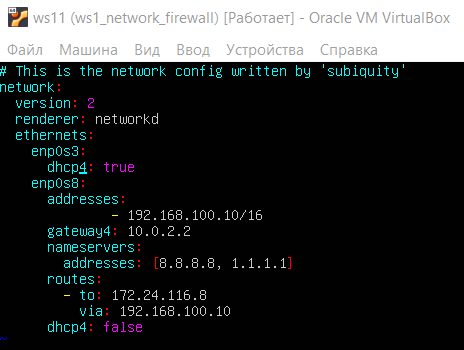 ws11 (ws1_network_firewall) [Работает] - Oracle VM VirtualBox
Файл Машина Вид Ввод Устройства Справка
# This is the network config written by 'subiquity'
network:
  version: 2
  renderer: networkd
  ethernets:
    enp0s3:
      dhcp4: true
    enp0s8:
      addresses:
              - 192.168.100.10/16
      gateway4: 10.0.2.2
      nameservers:
        addresses: [8.8.8.8, 1.1.1.1]
      routes:
        - to: 172.24.116.8
          via: 192.168.100.10
      dhcp4: false
~